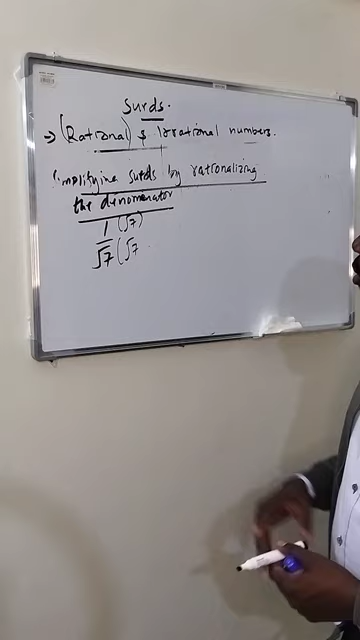 Surds.
→ (Rational) & Irrational numbers.
Simplifying surds by rationalizing
the denominator
1 (√7)
√7 (√7